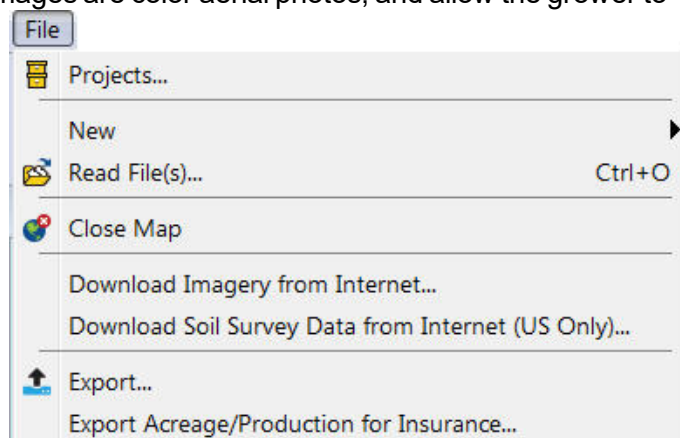 mages are color aerial photos, and allow the grower to
File
Projects...
New
Read File(s)... Ctrl+O
Close Map
Download Imagery from Internet...
Download Soil Survey Data from Internet (US Only)...
Export...
Export Acreage/Production for Insurance...